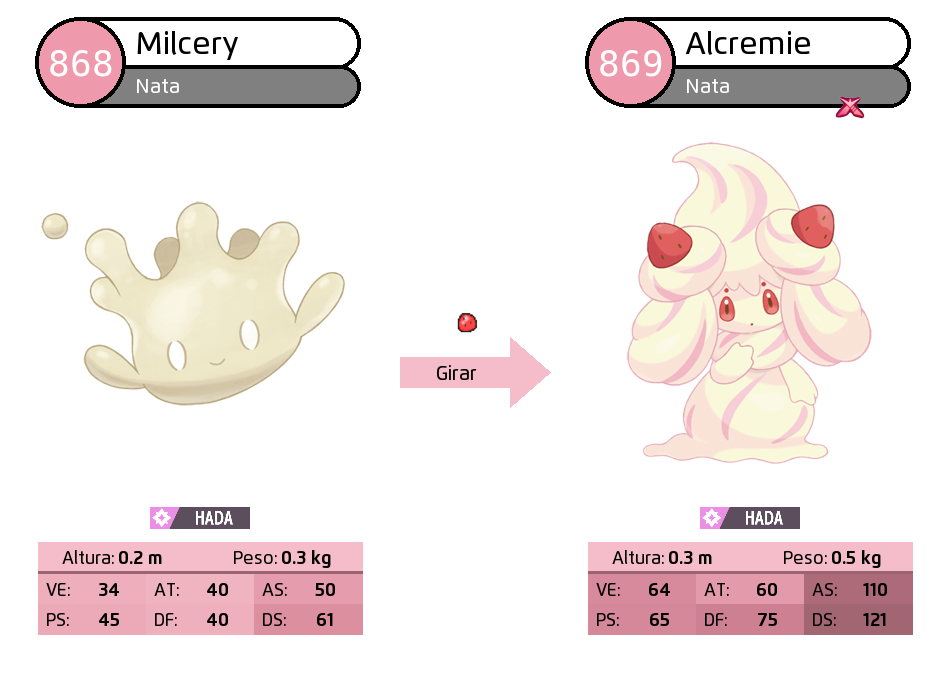 868
Milcery
Nata
869
Alcremie
Nata
Girar
HADA
Altura: 0.2 m Peso: 0.3 kg
VE: 34 AT: 40 AS: 50
PS: 45 DF: 40 DS: 61
HADA
Altura: 0.3 m Peso: 0.5 kg
VE: 64 AT: 60 AS: 110
PS: 65 DF: 75 DS: 121